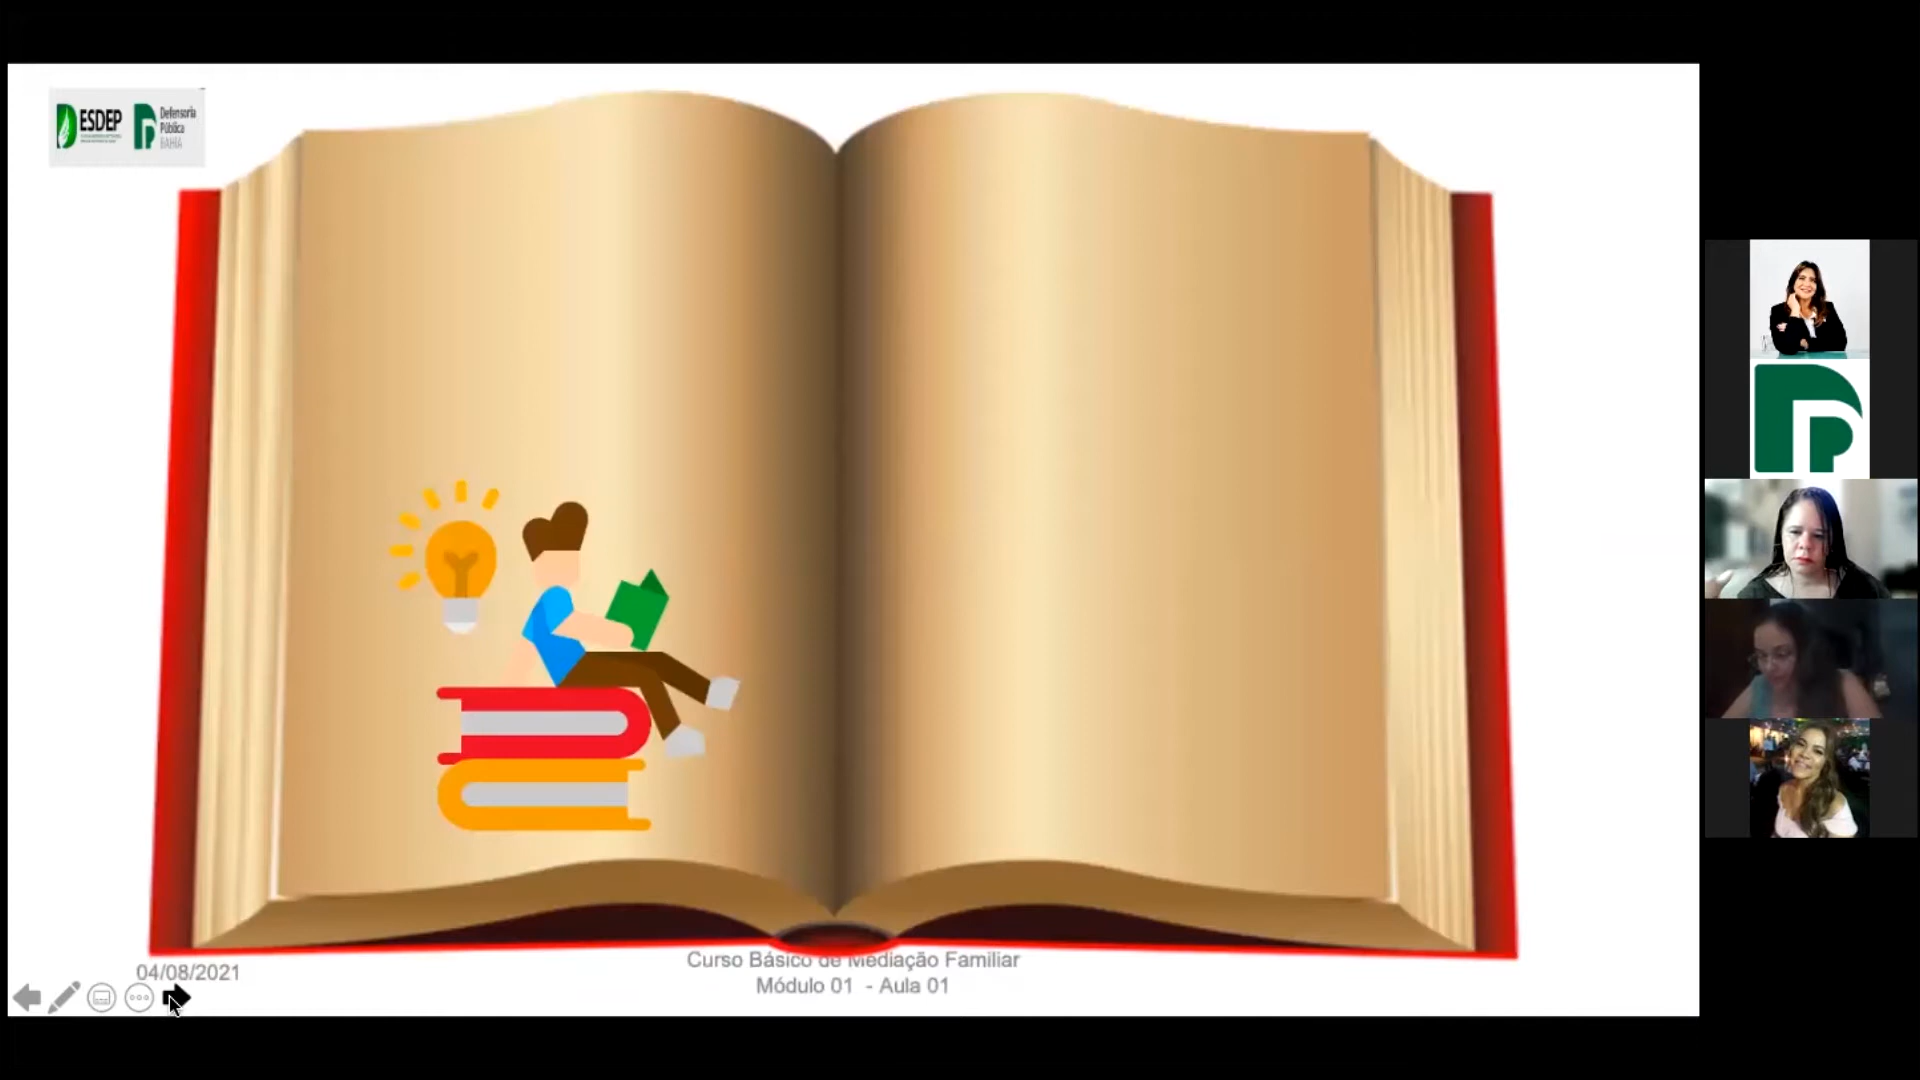 ESDEP
Defensoria
Pública
BAHIA
04/08/2021
Curso Básico de Mediação Familiar
Módulo 01 - Aula 01